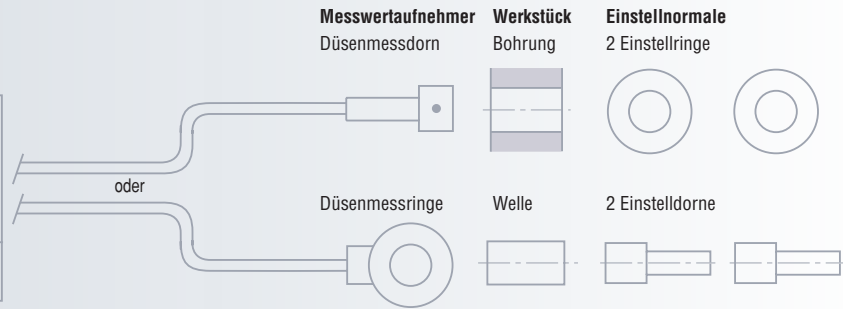 Messwertaufnehmer Werkstück Einstellnormale
Düsenmessdorn Bohrung 2 Einstellringe
oder
Düsenmessringe Welle 2 Einstelldorne